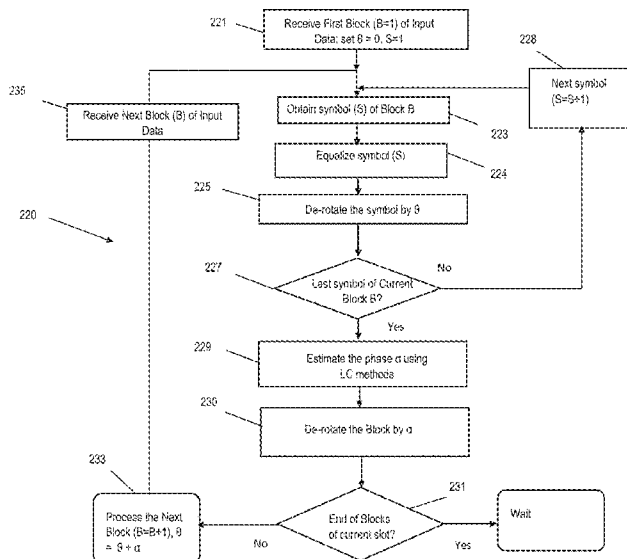 221
Receive First Block (B=1) of Input
Data; set θ = 0, S=1
228
Next symbol
(S=S+1)
235
Receive Next Block (B) of Input
Data
Obtain symbol (S) of Block B
223
Equalize symbol (S)
224
225
De-rotate the symbol by θ
220
227
Last symbol of Current
Block B?
No
Yes
229
Estimate the phase α using
LC methods
230
De-rotate the Block by α
233
Process the Next
Block (B=B+1), θ
= θ + α
No
End of Blocks
of current slot?
231
Yes
Wait